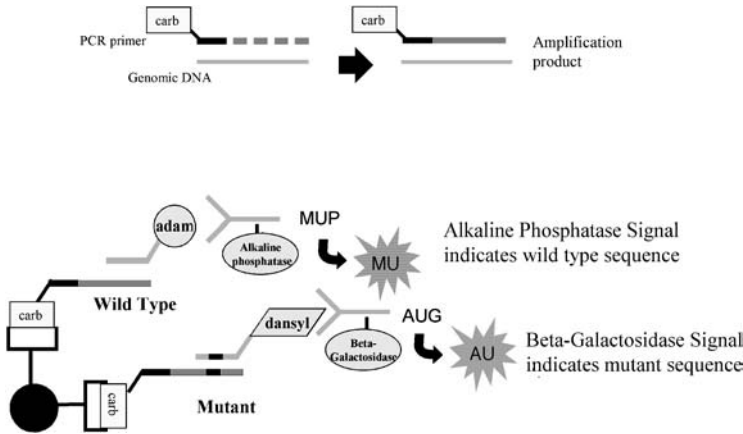 carb
carb
PCR primer
Genomic DNA
Amplification
product
adam
Alkaline
phosphatase
MUP
MU
Alkaline Phosphatase Signal
indicates wild type sequence
Wild Type
carb
dansyl
Beta-
Galactosidase
AUG
AU
Beta-Galactosidase Signal
indicates mutant sequence
carb
Mutant